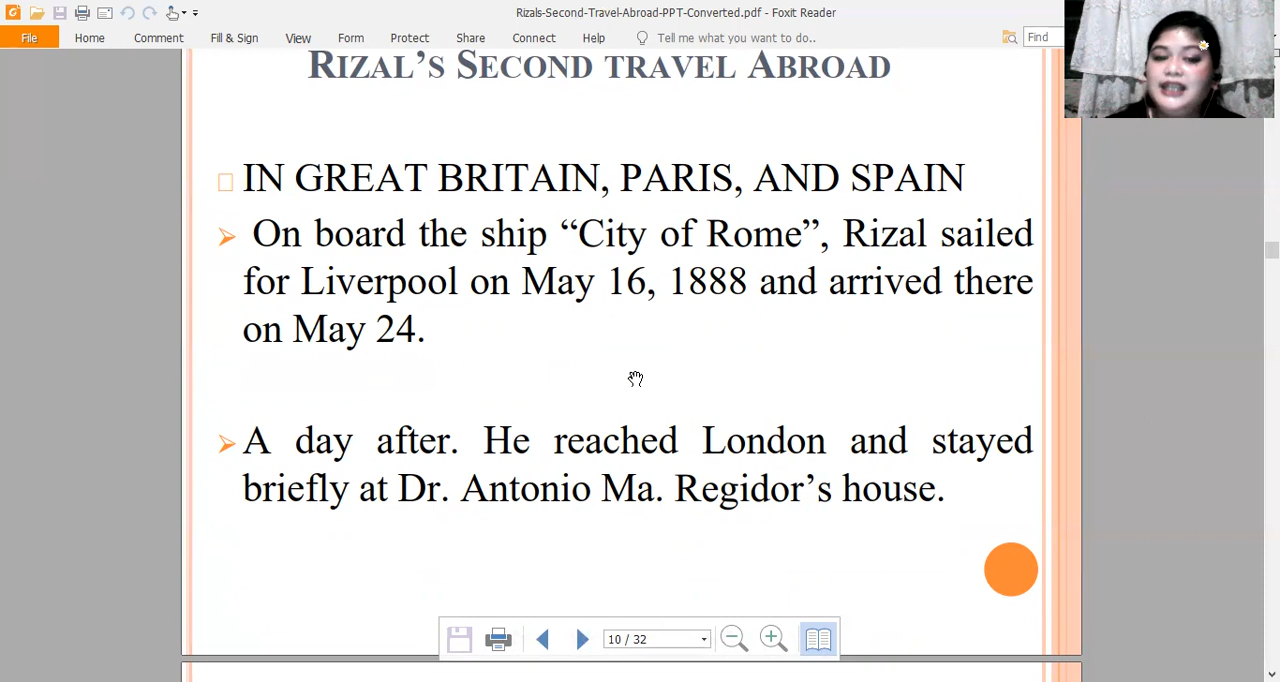 Rizals-Second-Travel-Abroad-PPT-Converted.pdf - Foxit Reader
File Home Comment Fill & Sign View Form Protect Share Connect Help Tell me what you want to do.. Find
RIZAL'S SECOND TRAVEL ABROAD
IN GREAT BRITAIN, PARIS, AND SPAIN
On board the ship “City of Rome”, Rizal sailed
for Liverpool on May 16, 1888 and arrived there
on May 24.
A day after. He reached London and stayed
briefly at Dr. Antonio Ma. Regidor’s house.
10 / 32